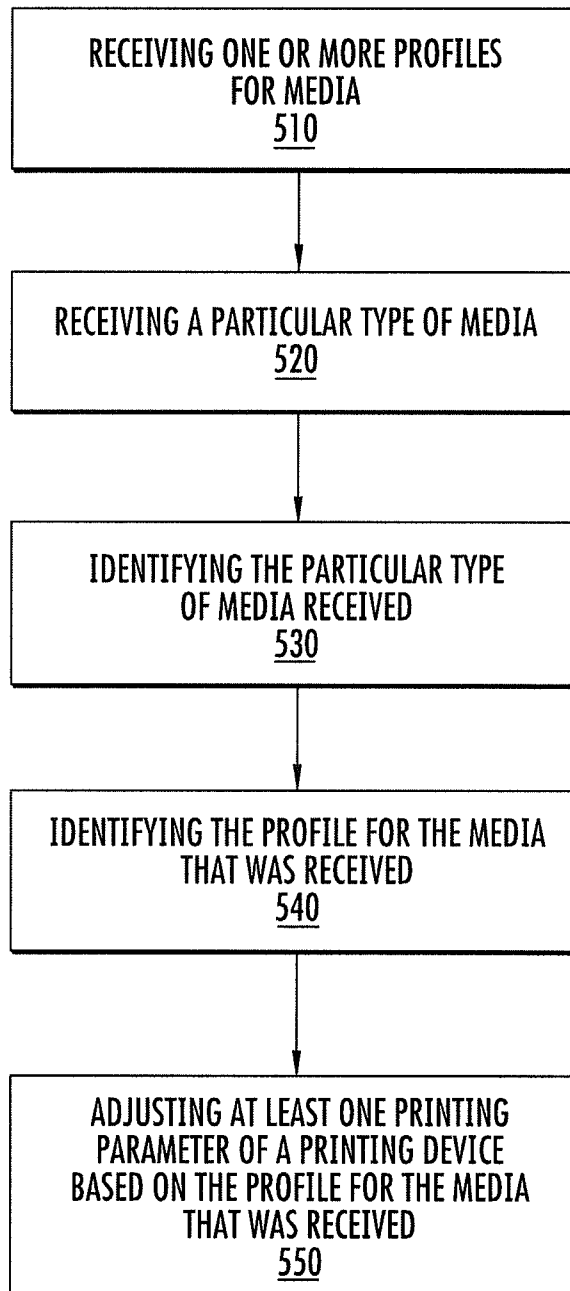 RECEIVING ONE OR MORE PROFILES
FOR MEDIA
510
RECEIVING A PARTICULAR TYPE OF MEDIA
520
IDENTIFYING THE PARTICULAR TYPE
OF MEDIA RECEIVED
530
IDENTIFYING THE PROFILE FOR THE MEDIA
THAT WAS RECEIVED
540
ADJUSTING AT LEAST ONE PRINTING
PARAMETER OF A PRINTING DEVICE
BASED ON THE PROFILE FOR THE MEDIA
THAT WAS RECEIVED
550